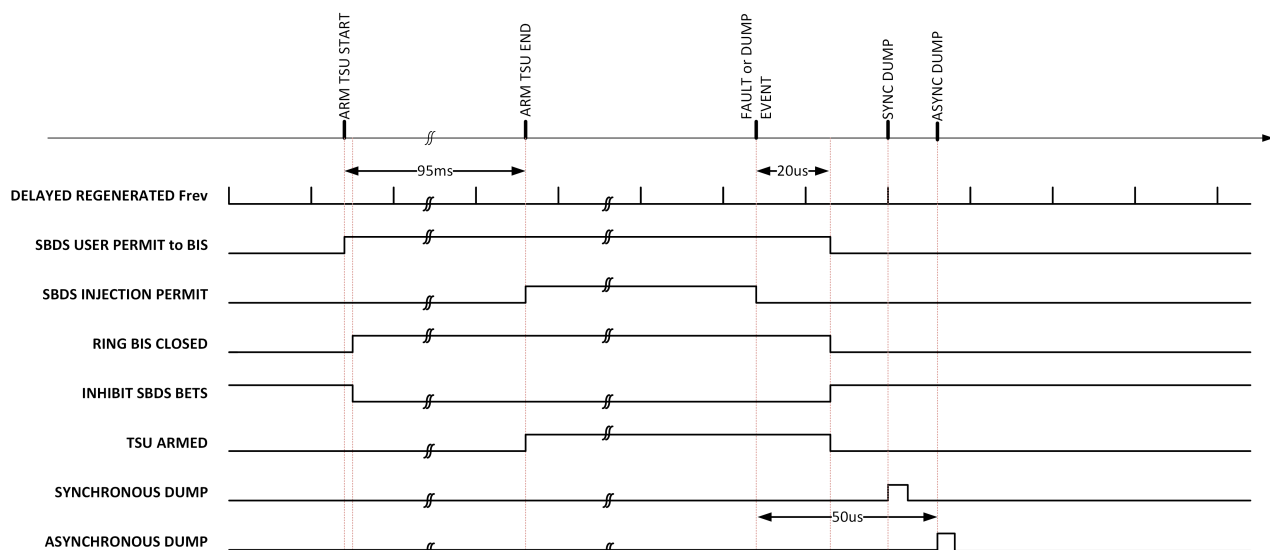 ARM TSU START
ARM TSU END
FAULT or DUMP
EVENT
SYNC DUMP
ASYNC DUMP
95ms
20us
DELAYED REGENERATED Frev
SBDS USER PERMIT to BIS
SBDS INJECTION PERMIT
RING BIS CLOSED
INHIBIT SBDS BETS
TSU ARMED
SYNCHRONOUS DUMP
50us
ASYNCHRONOUS DUMP